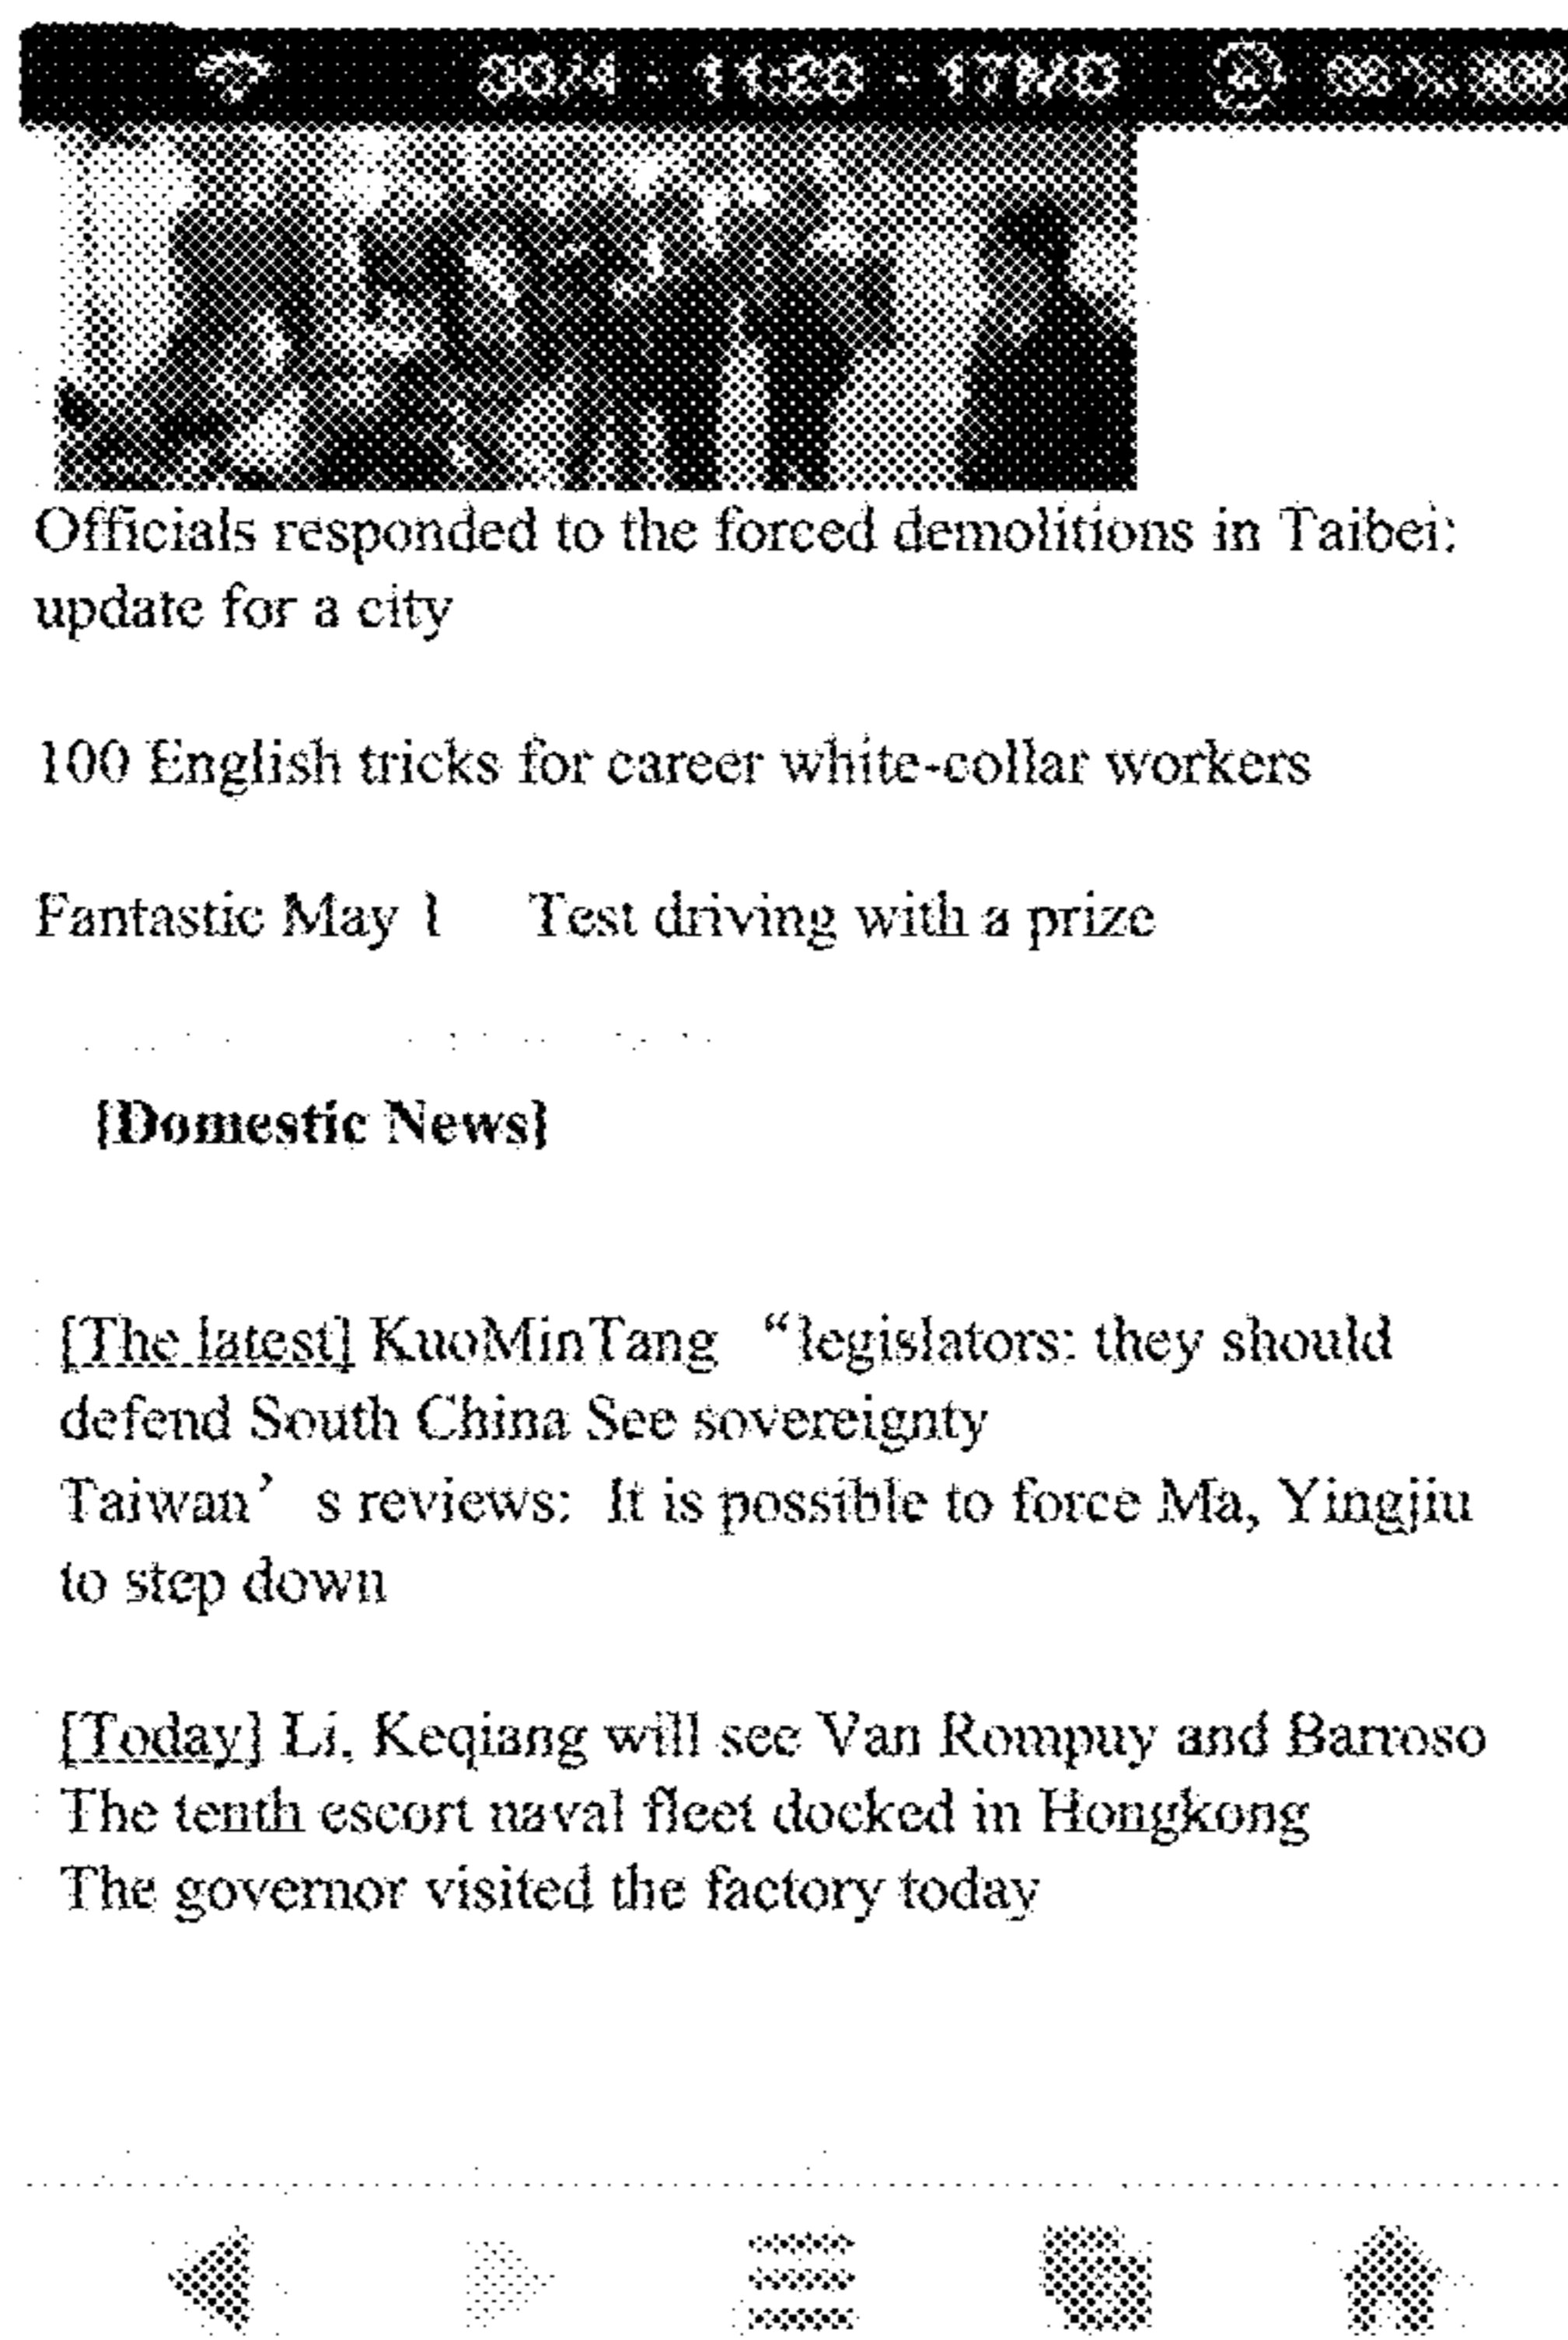 Officials responded to the forced demolitions in Taibei:
update for a city
100 English tricks for career white-collar workers
Fantastic May 1 Test driving with a prize
[Domestic News]
[The latest] KuoMinTang “legislators: they should
defend South China See sovereignty
Taiwan’ s reviews: It is possible to force Ma, Yingjiu
to step down
[Today] Li, Keqiang will see Van Rompuy and Barroso
The tenth escort naval fleet docked in Hongkong
The governor visited the factory today